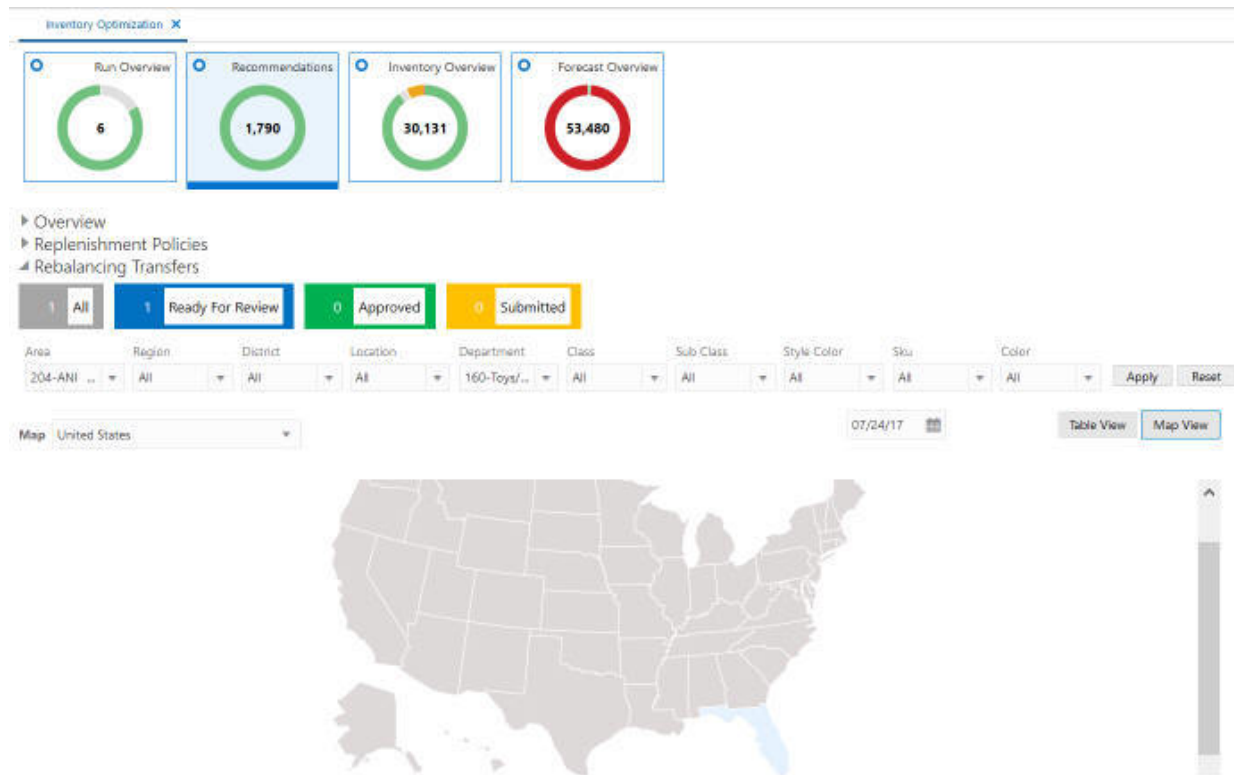 Inventory Optimization X
Run Overview Recommendations Inventory Overview Forecast Overview
6 1,790 30,131 53,480
Overview
Replenishment Policies
Rebalancing Transfers
1 All 1 Ready For Review 0 Approved 0 Submitted
Area Region District Location Department Class Sub Class Style Color Sku Color
204-ANI .. All All All 160-Toys/... All All All All All Apply Reset
Map United States 07/24/17 Table View Map View